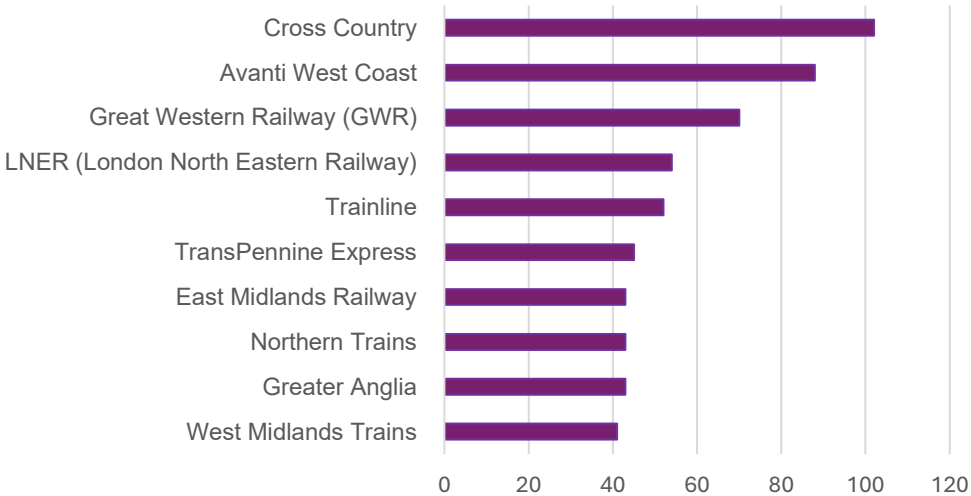 Cross Country
Avanti West Coast
Great Western Railway (GWR)
LNER (London North Eastern Railway)
Trainline
TransPennine Express
East Midlands Railway
Northern Trains
Greater Anglia
West Midlands Trains
0 20 40 60 80 100 120